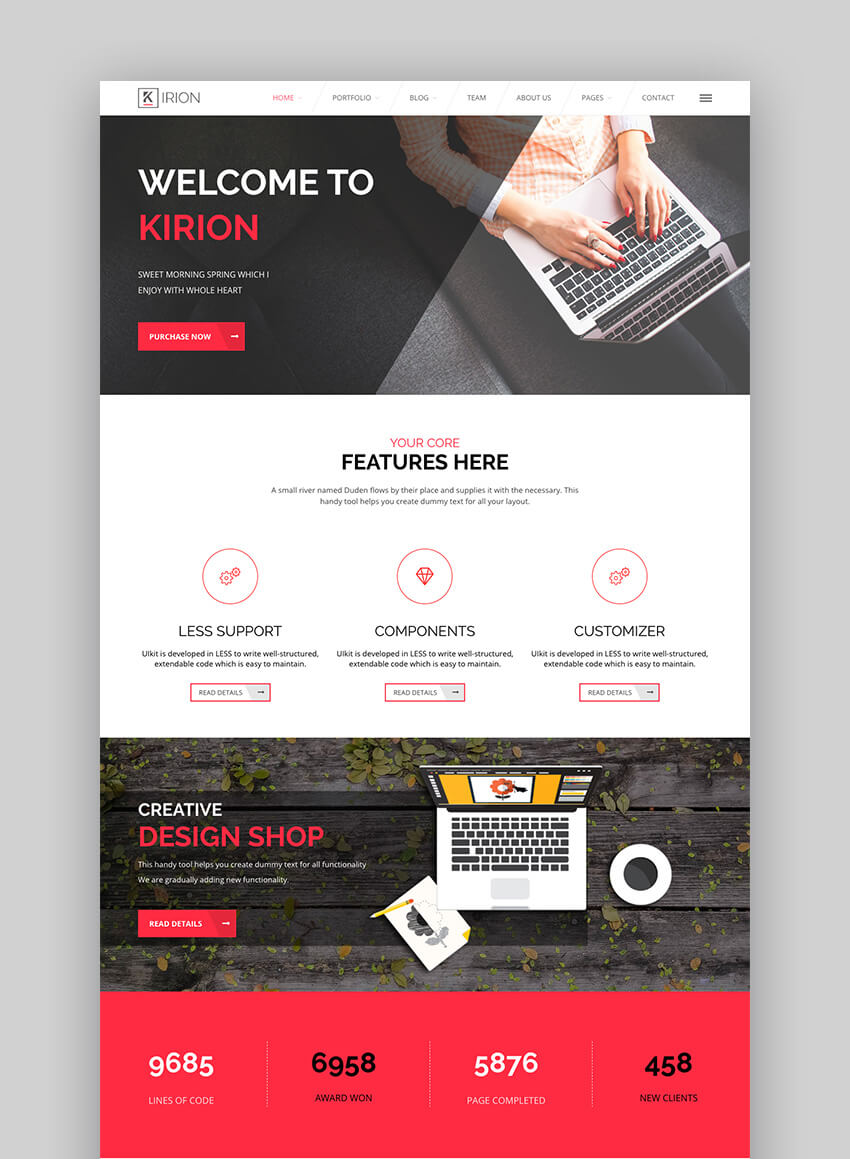 K IRION
HOME PORTFOLIO BLOG TEAM ABOUT US PAGES CONTACT
WELCOME TO
KIRION
SWEET MORNING SPRING WHICH I
ENJOY WITH WHOLE HEART
PURCHASE NOW
YOUR CORE
FEATURES HERE
A small river named Duden flows by their place and supplies it with the necessary. This
handy tool helps you create dummy text for all your layout.
LESS SUPPORT
UIkit is developed in LESS to write well-structured,
extendable code which is easy to maintain.
READ DETAILS
COMPONENTS
UIkit is developed in LESS to write well-structured,
extendable code which is easy to maintain.
READ DETAILS
CUSTOMIZER
UIkit is developed in LESS to write well-structured,
extendable code which is easy to maintain.
READ DETAILS
CREATIVE
DESIGN SHOP
This handy tool helps you create dummy text for all functionality
We are gradually adding new functionality.
READ DETAILS
9685
LINES OF CODE
6958
AWARD WON
5876
PAGE COMPLETED
458
NEW CLIENTS